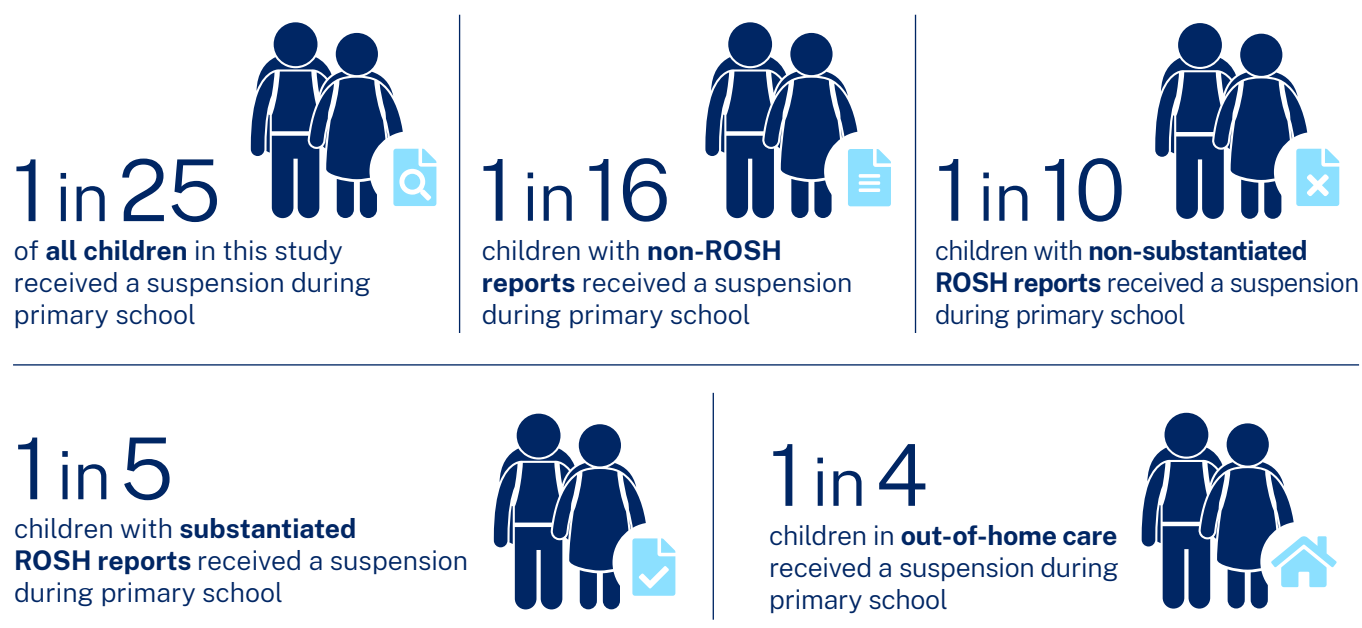 1 in 25
of all children in this study
received a suspension during
primary school
1 in 16
children with non-ROSH
reports received a suspension
during primary school
1 in 10
children with non-substantiated
ROSH reports received a suspension
during primary school
1 in 5
children with substantiated
ROSH reports received a suspension
during primary school
1 in 4
children in out-of-home care
received a suspension during
primary school